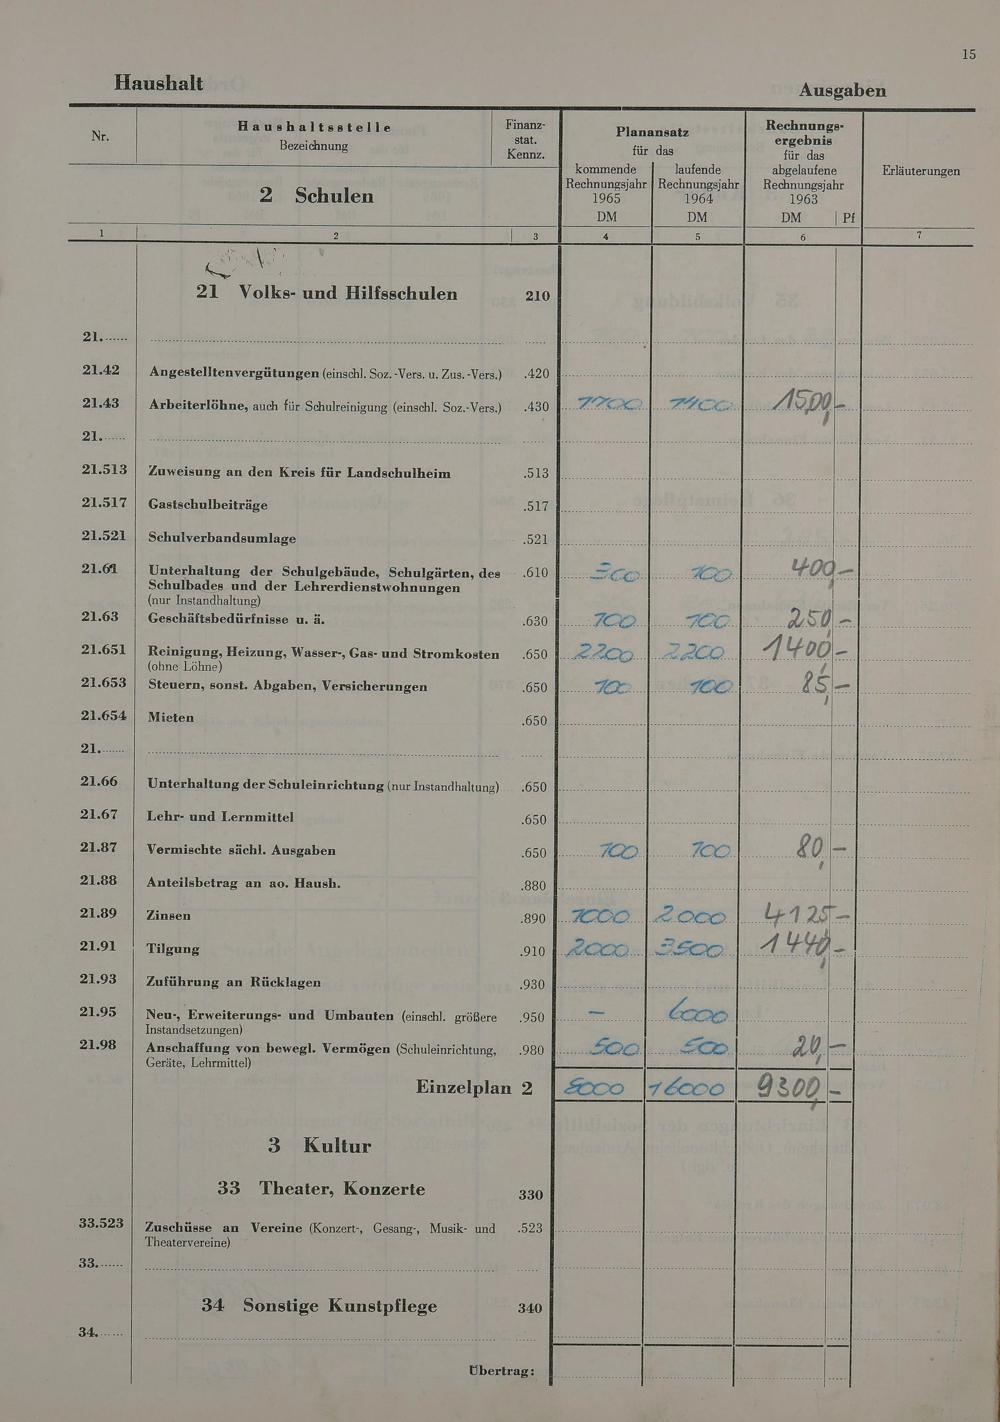 15
Haushalt
Ausgaben
Nr.
Haushaltsstelle
Bezeichnung
Finanz-
stat.
Kennz.
Planansatz
für das
kommende
Rechnungsjahr
1965
DM
laufende
Rechnungsjahr
1964
DM
Rechnungs-
ergebnis
für das
abgelaufene
Rechnungsjahr
1963
DM | Pf
Erläuterungen
2 Schulen
1 2 3 4 5 6 7
21 Volks- und Hilfsschulen 210
21.......
21.42 Angestelltenvergütungen (einschl. Soz.-Vers. u. Zus.-Vers.) .420
21.43 Arbeiterlöhne, auch für Schulreinigung (einschl. Soz.-Vers.) .430 1700 1400 1500,-
21.......
21.513 Zuweisung an den Kreis für Landschulheim .513
21.517 Gastschulbeiträge .517
21.521 Schulverbandsumlage .521
21.61 Unterhaltung der Schulgebäude, Schulgärten, des .610 300 100 400,-
Schulbades und der Lehrerdienstwohnungen
(nur Instandhaltung)
21.63 Geschäftsbedürfnisse u. ä. .630 100 100 250,-
21.651 Reinigung, Heizung, Wasser-, Gas- und Stromkosten .650 2200 2200 1400,-
(ohne Löhne)
21.653 Steuern, sonst. Abgaben, Versicherungen .650 100 100 85,-
21.654 Mieten .650
21.......
21.66 Unterhaltung der Schuleinrichtung (nur Instandhaltung) .650
21.67 Lehr- und Lernmittel .650
21.87 Vermischte sächl. Ausgaben .650 100 100 80,-
21.88 Anteilsbetrag an ao. Haush. .880
21.89 Zinsen .890 1000 2000 4125,-
21.91 Tilgung .910 2000 3500 1440,-
21.93 Zuführung an Rücklagen .930
21.95 Neu-, Erweiterungs- und Umbauten (einschl. größere .950 — 6000
Instandsetzungen)
21.98 Anschaffung von bewegl. Vermögen (Schuleinrichtung, .980 500 500 20,-
Geräte, Lehrmittel)
Einzelplan 2 8000 16000 9300,-
3 Kultur
33 Theater, Konzerte 330
33.523 Zuschüsse an Vereine (Konzert-, Gesang-, Musik- und .523
Theatervereine)
33.......
34 Sonstige Kunstpflege 340
34.......
Übertrag: